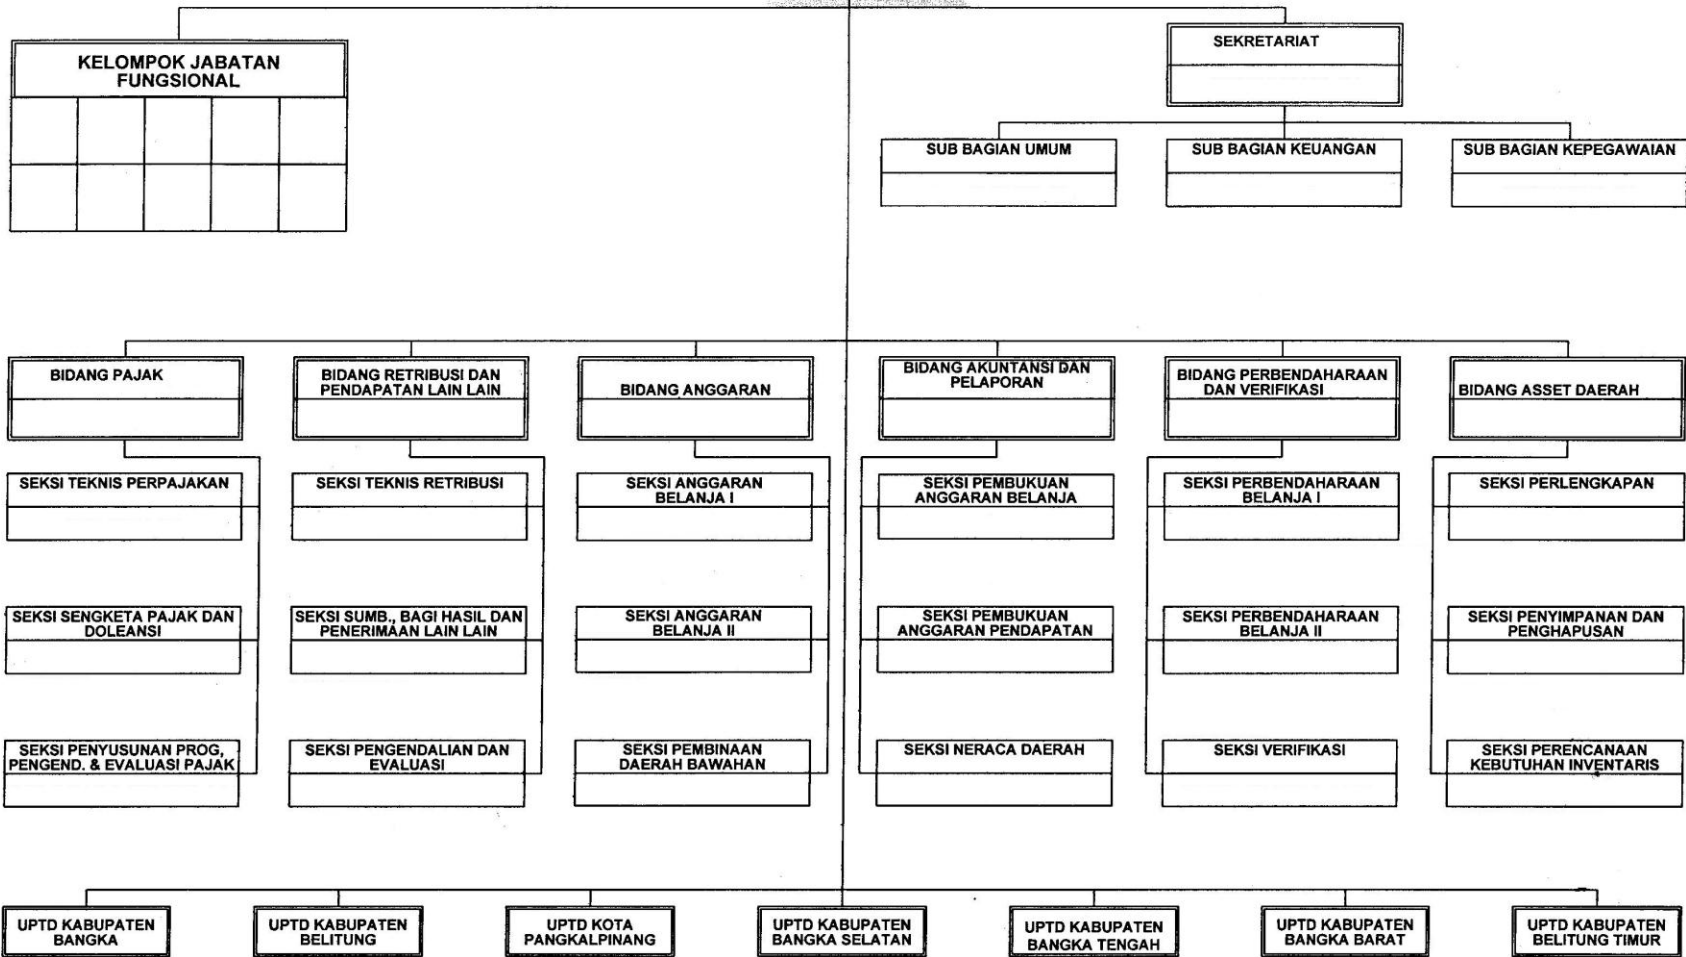 KELOMPOK JABATAN
FUNGSIONAL
SEKRETARIAT
SUB BAGIAN UMUM
SUB BAGIAN KEUANGAN
SUB BAGIAN KEPEGAWAIAN
BIDANG PAJAK
BIDANG RETRIBUSI DAN
PENDAPATAN LAIN LAIN
BIDANG ANGGARAN
BIDANG AKUNTANSI DAN
PELAPORAN
BIDANG PERBENDAHARAAN
DAN VERIFIKASI
BIDANG ASSET DAERAH
SEKSI TEKNIS PERPAJAKAN
SEKSI TEKNIS RETRIBUSI
SEKSI ANGGARAN
BELANJA I
SEKSI PEMBUKUAN
ANGGARAN BELANJA
SEKSI PERBENDAHARAAN
BELANJA I
SEKSI PERLENGKAPAN
SEKSI SENGKETA PAJAK DAN
DOLEANSI
SEKSI SUMB., BAGI HASIL DAN
PENERIMAAN LAIN LAIN
SEKSI ANGGARAN
BELANJA II
SEKSI PEMBUKUAN
ANGGARAN PENDAPATAN
SEKSI PERBENDAHARAAN
BELANJA II
SEKSI PENYIMPANAN DAN
PENGHAPUSAN
SEKSI PENYUSUNAN PROG,
PENGEND. & EVALUASI PAJAK
SEKSI PENGENDALIAN DAN
EVALUASI
SEKSI PEMBINAAN
DAERAH BAWAHAN
SEKSI NERACA DAERAH
SEKSI VERIFIKASI
SEKSI PERENCANAAN
KEBUTUHAN INVENTARIS
UPTD KABUPATEN
BANGKA
UPTD KABUPATEN
BELITUNG
UPTD KOTA
PANGKALPINANG
UPTD KABUPATEN
BANGKA SELATAN
UPTD KABUPATEN
BANGKA TENGAH
UPTD KABUPATEN
BANGKA BARAT
UPTD KABUPATEN
BELITUNG TIMUR